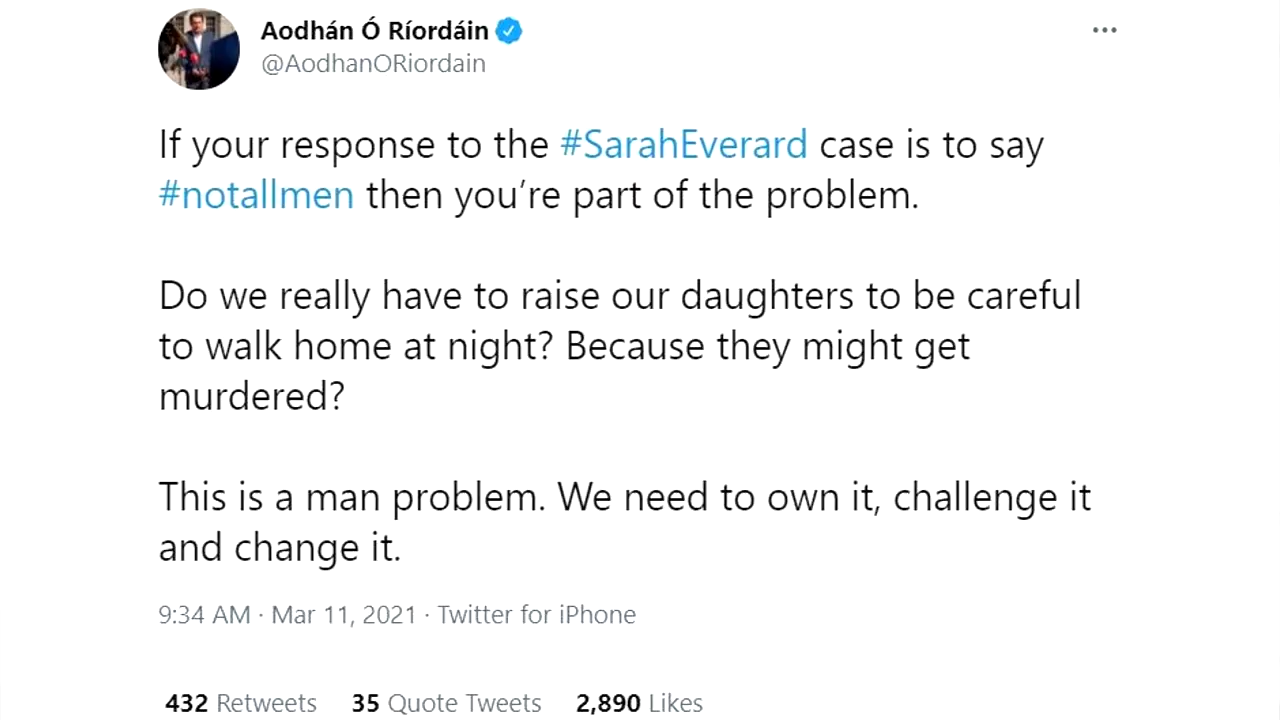 Aodhán Ó Ríordáin
@AodhanORiordain
If your response to the #SarahEverard case is to say
#notallmen then you’re part of the problem.
Do we really have to raise our daughters to be careful
to walk home at night? Because they might get
murdered?
This is a man problem. We need to own it, challenge it
and change it.
9:34 AM · Mar 11, 2021 · Twitter for iPhone
432 Retweets 35 Quote Tweets 2,890 Likes